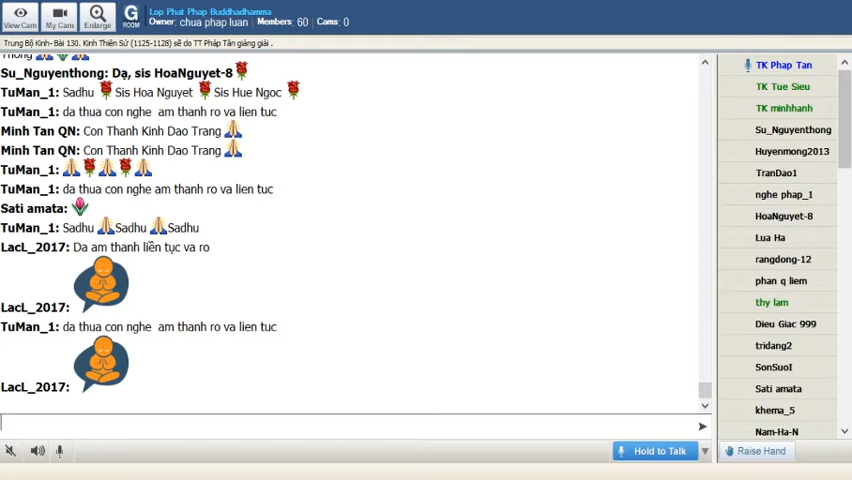 View Cam
My Cam
Enlarge
G
ROOM
Lop Phat Phap Buddhadhamma
Owner: chua phap luan Members: 60 Cams: 0
Trung Bộ Kinh- Bài 130. Kinh Thiên Sứ (1125-1128) sẽ do TT Pháp Tân giảng giải .
Su_Nguyenthong: Dạ, sis HoaNguyet-8
TuMan_1: Sadhu Sis Hoa Nguyet Sis Hue Ngoc
TuMan_1: da thua con nghe am thanh ro va lien tuc
Minh Tan QN: Con Thanh Kinh Dao Trang
Minh Tan QN: Con Thanh Kinh Dao Trang
TuMan_1:
TuMan_1: da thua con nghe am thanh ro va lien tuc
Sati amata:
TuMan_1: Sadhu Sadhu Sadhu
LacL_2017: Da am thanh liên tục va ro
LacL_2017:
TuMan_1: da thua con nghe am thanh ro va lien tuc
LacL_2017:
Hold to Talk
TK Phap Tan
TK Tue Sieu
TK minhhanh
Su_Nguyenthong
Huyenmong2013
TranDao1
nghe phap_1
HoaNguyet-8
Lua Ha
rangdong-12
phan q liem
thy lam
Dieu Giac 999
tridang2
SonSuoI
Sati amata
khema_5
Nam-Ha-N
Raise Hand